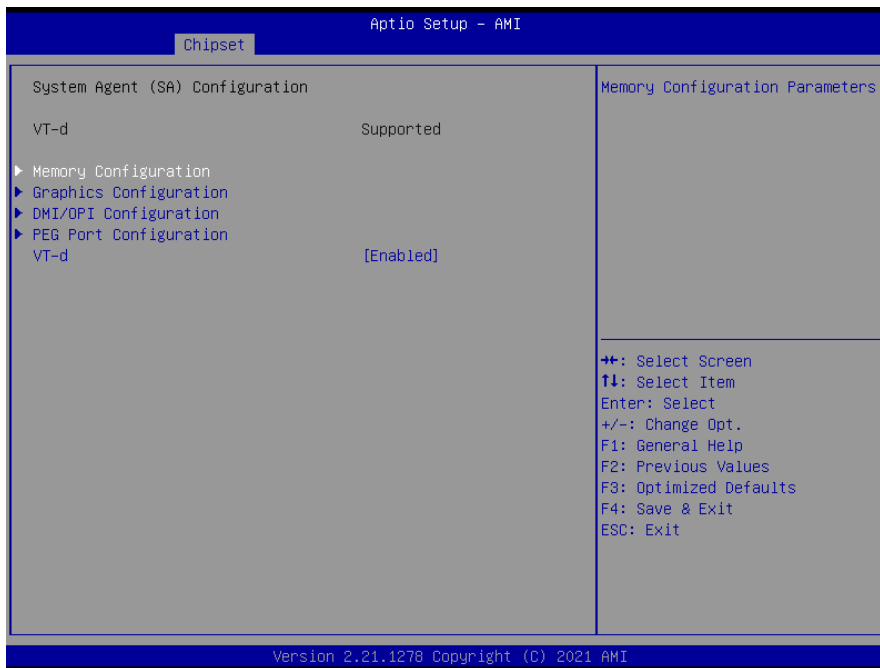 Aptio Setup – AMI
Chipset
System Agent (SA) Configuration
VT-d Supported
▶ Memory Configuration
▶ Graphics Configuration
▶ DMI/OPI Configuration
▶ PEG Port Configuration
VT-d [Enabled]
Memory Configuration Parameters
→←: Select Screen
↑↓: Select Item
Enter: Select
+/-: Change Opt.
F1: General Help
F2: Previous Values
F3: Optimized Defaults
F4: Save & Exit
ESC: Exit
Version 2.21.1278 Copyright (C) 2021 AMI